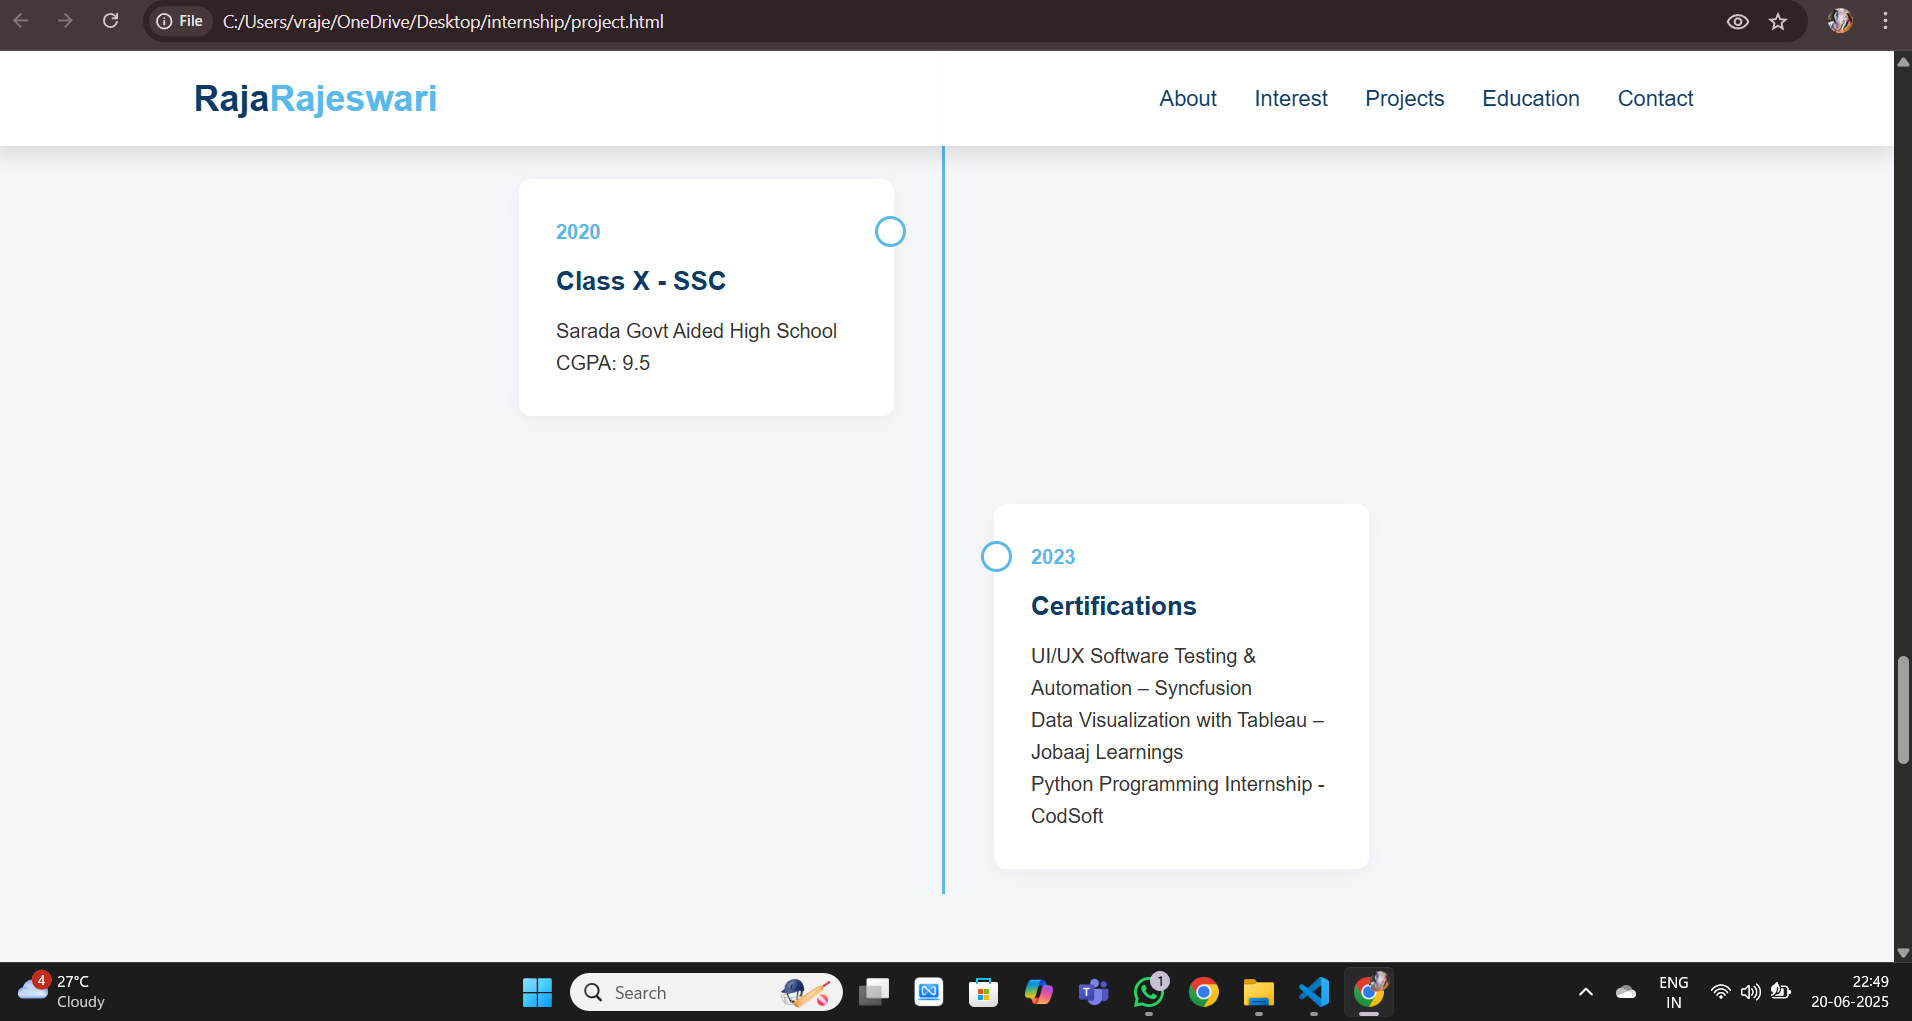 File C:/Users/vraje/OneDrive/Desktop/internship/project.html
RajaRajeswari
About Interest Projects Education Contact
2020
Class X - SSC
Sarada Govt Aided High School
CGPA: 9.5
2023
Certifications
UI/UX Software Testing &
Automation – Syncfusion
Data Visualization with Tableau –
Jobaaj Learnings
Python Programming Internship -
CodSoft
4
27°C
Cloudy
Search
1
ENG
IN
22:49
20-06-2025